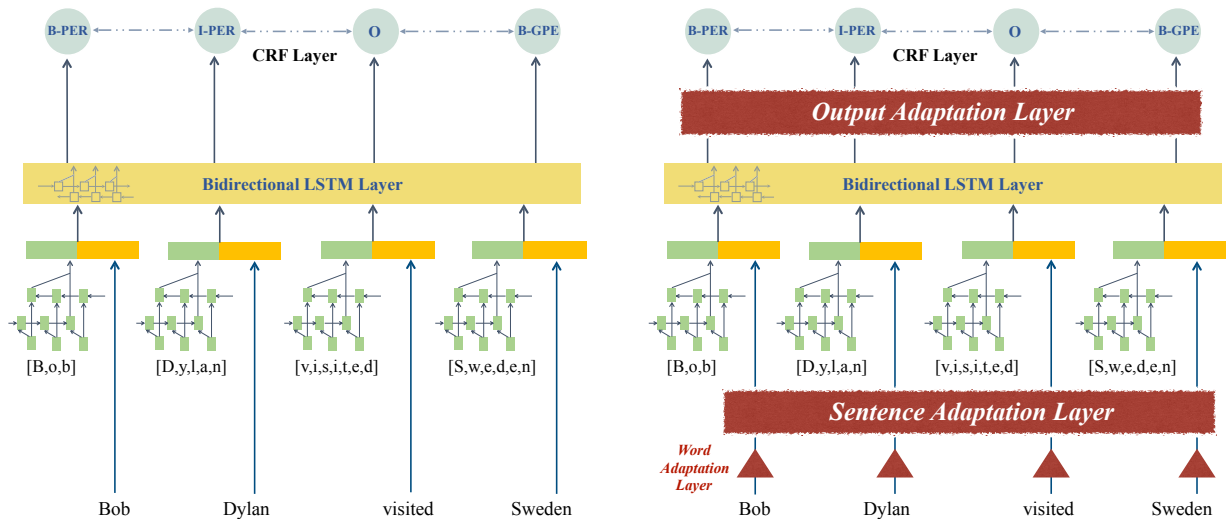 B-PER I-PER O B-GPE
CRF Layer
Bidirectional LSTM Layer
[B,o,b] [D,y,l,a,n] [v,i,s,i,t,e,d] [S,w,e,d,e,n]
Bob Dylan visited Sweden
B-PER I-PER O B-GPE
CRF Layer
Output Adaptation Layer
Bidirectional LSTM Layer
[B,o,b] [D,y,l,a,n] [v,i,s,i,t,e,d] [S,w,e,d,e,n]
Sentence Adaptation Layer
Word
Adaptation
Layer
Bob Dylan visited Sweden